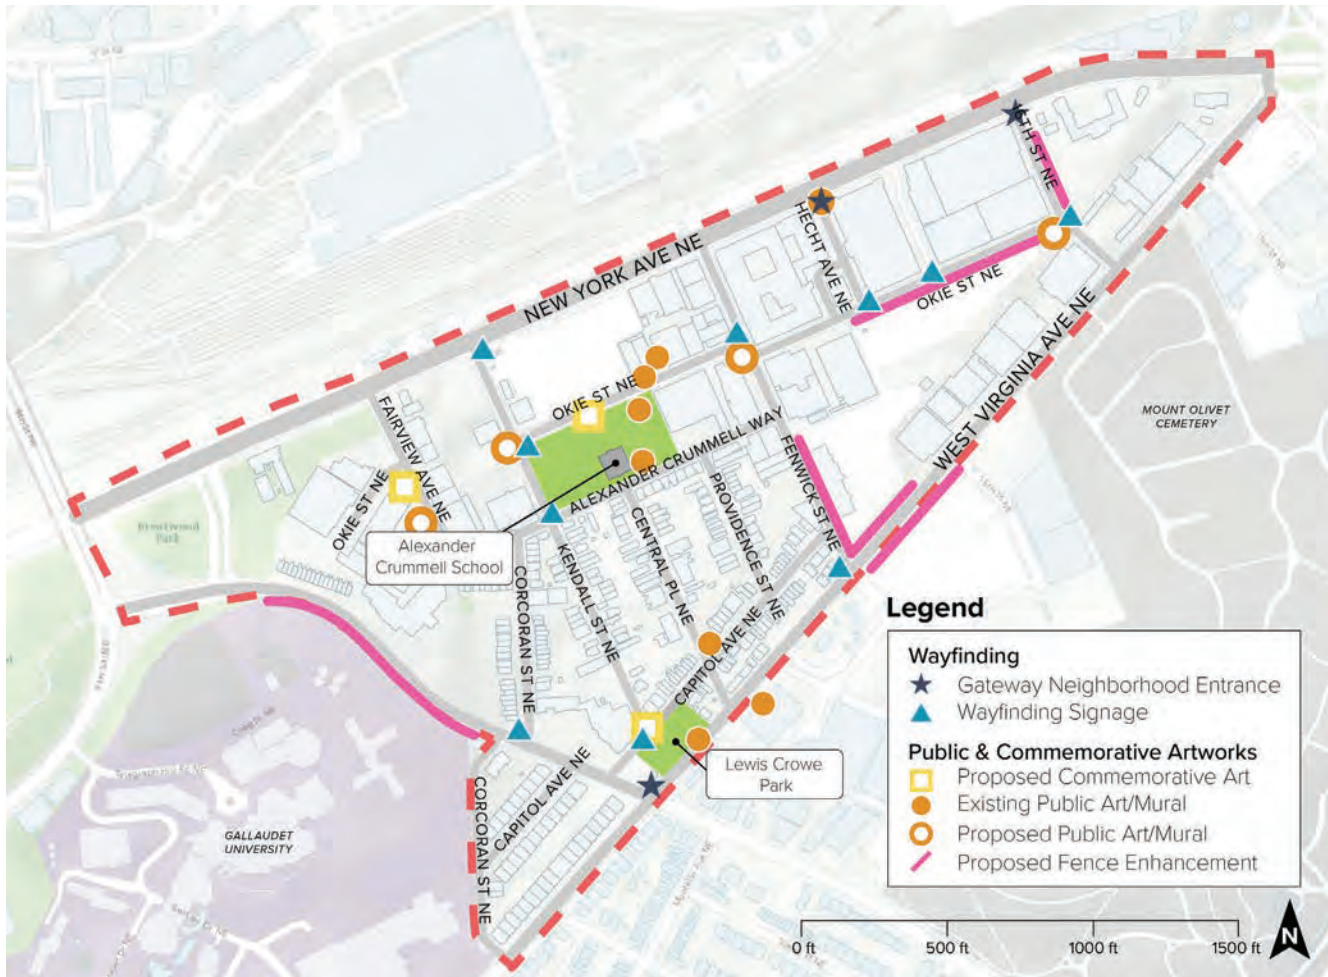 NEW YORK AVE NE
16TH ST NE
HECHT AVE NE
OKIE ST NE
WEST VIRGINIA AVE NE
MOUNT OLIVET
CEMETERY
OKIE ST NE
FAIRVIEW AVE NE
OKIE ST NE
ALEXANDER CRUMMELL WAY
FENWICK ST NE
PROVIDENCE ST NE
CENTRAL PL NE
KENDALL ST NE
CORCORAN ST NE
CAPITOL AVE NE
Brentwood
Park
Alexander
Crummell School
Lewis Crowe
Park
CAPITOL AVE NE
CORCORAN ST NE
GALLAUDET
UNIVERSITY
Legend
Wayfinding
Gateway Neighborhood Entrance
Wayfinding Signage
Public & Commemorative Artworks
Proposed Commemorative Art
Existing Public Art/Mural
Proposed Public Art/Mural
Proposed Fence Enhancement
0 ft
500 ft
1000 ft
1500 ft
N